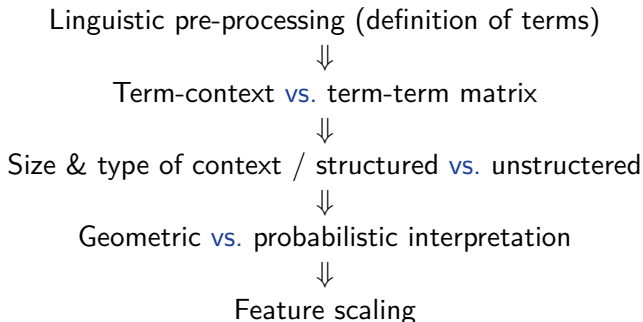 Linguistic pre-processing (definition of terms)
⇓
Term-context vs. term-term matrix
⇓
Size & type of context / structured vs. unstructered
⇓
Geometric vs. probabilistic interpretation
⇓
Feature scaling